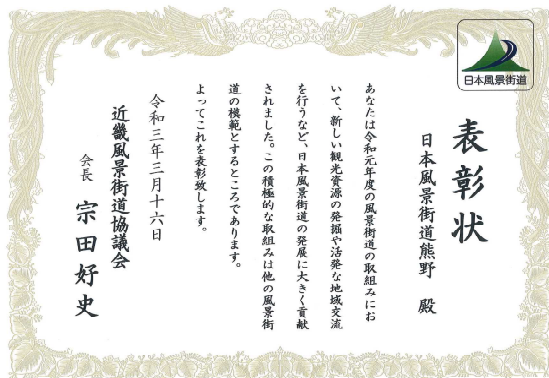 日本風景街道
表彰状
日本風景街道熊野 殿
あなたは令和元年度の風景街道の取組みにお
いて、新しい観光資源の発掘や活発な地域交流
を行うなど、日本風景街道の発展に大きく貢献
されました。この積極的な取組みは他の風景街
道の模範とするところであります。
よってこれを表彰致します。
令和三年三月十六日
近畿風景街道協議会
会長 宗田好史